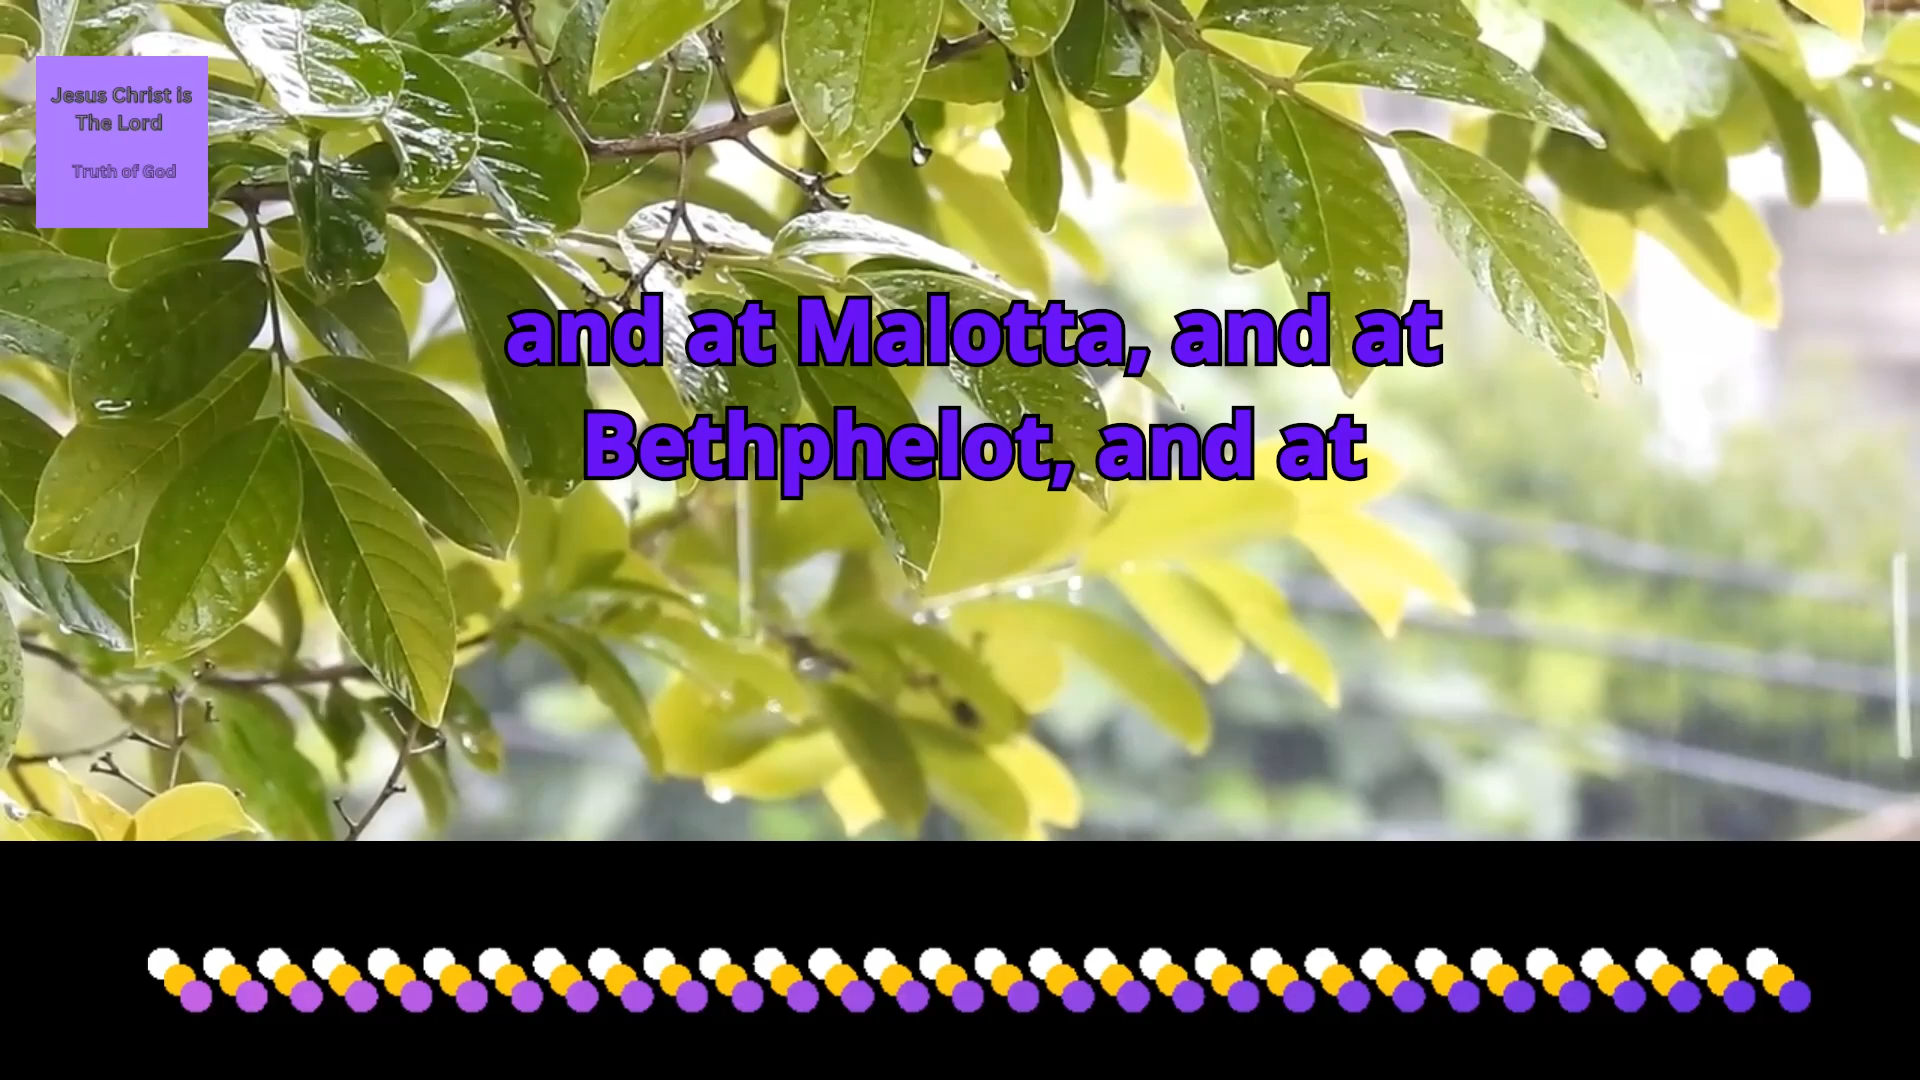 Jesus Christ is
The Lord
Truth of God
and at Malotta, and at
Bethphelot, and at